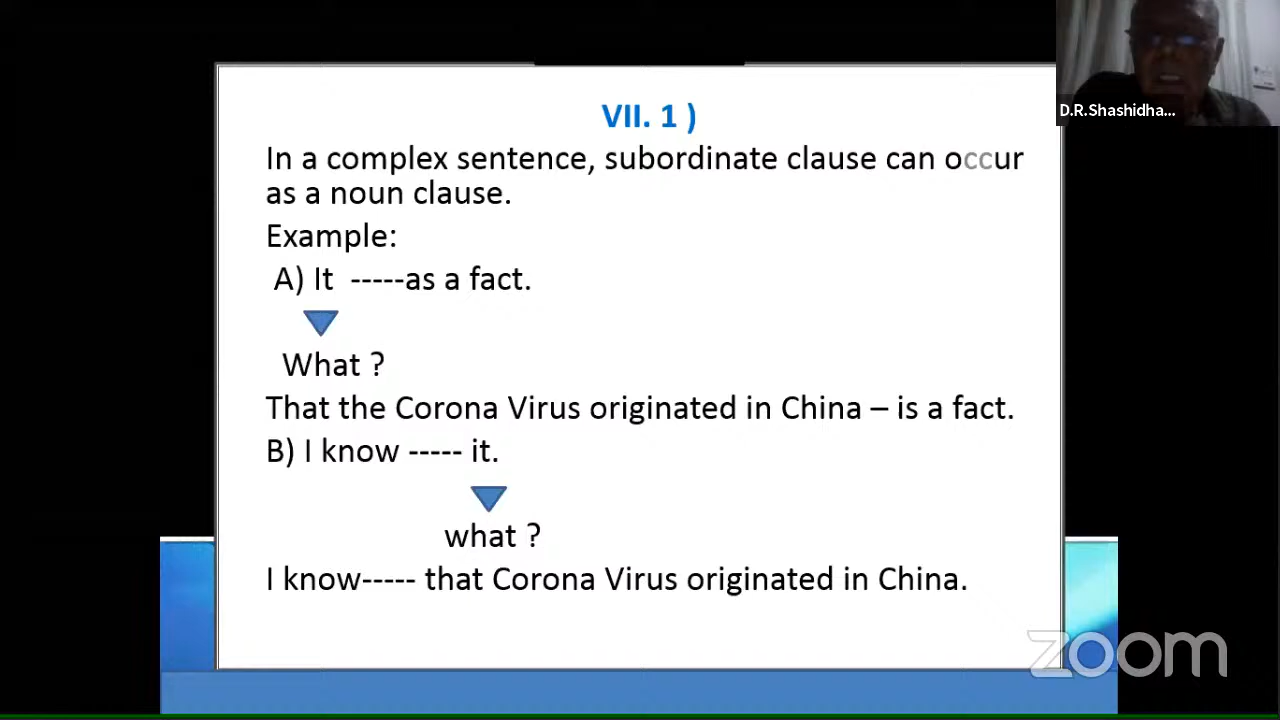 D.R.Shashidha...
VII. 1 )
In a complex sentence, subordinate clause can occur
as a noun clause.
Example:
A) It -----as a fact.
What ?
That the Corona Virus originated in China – is a fact.
B) I know ----- it.
what ?
I know----- that Corona Virus originated in China.
zoom